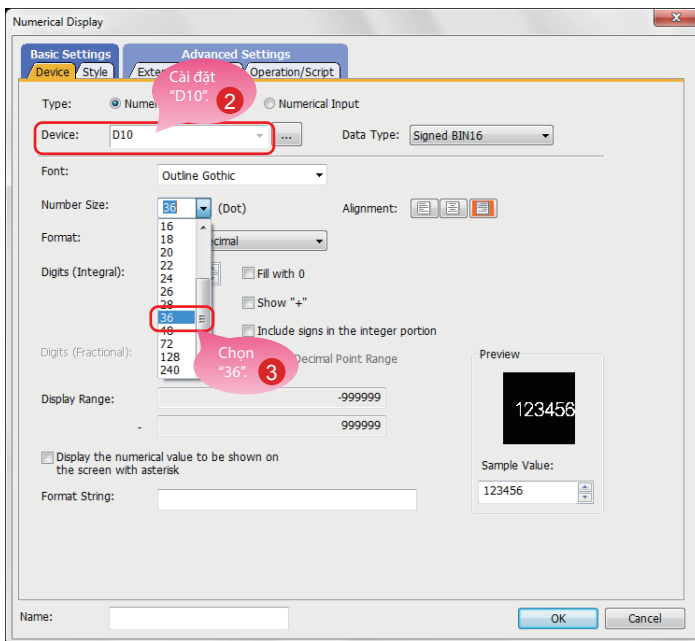 Numerical Display
Basic Settings
Advanced Settings
Device
Style
Exte
Operation/Script
Cài đặt
"D10".
2
Type:
Nume
Numerical Input
Device:
D10
...
Data Type:
Signed BIN16
Font:
Outline Gothic
Number Size:
36
(Dot)
Alignment:
16
18
20
22
24
26
28
36
48
72
128
240
Format:
cimal
Digits (Integral):
Fill with 0
Show "+"
Include signs in the integer portion
Digits (Fractional):
Chọn
"36".
3
Decimal Point Range
Preview
123456
Display Range:
-999999
-
999999
Display the numerical value to be shown on
the screen with asterisk
Sample Value:
123456
Format String:
Name:
OK
Cancel